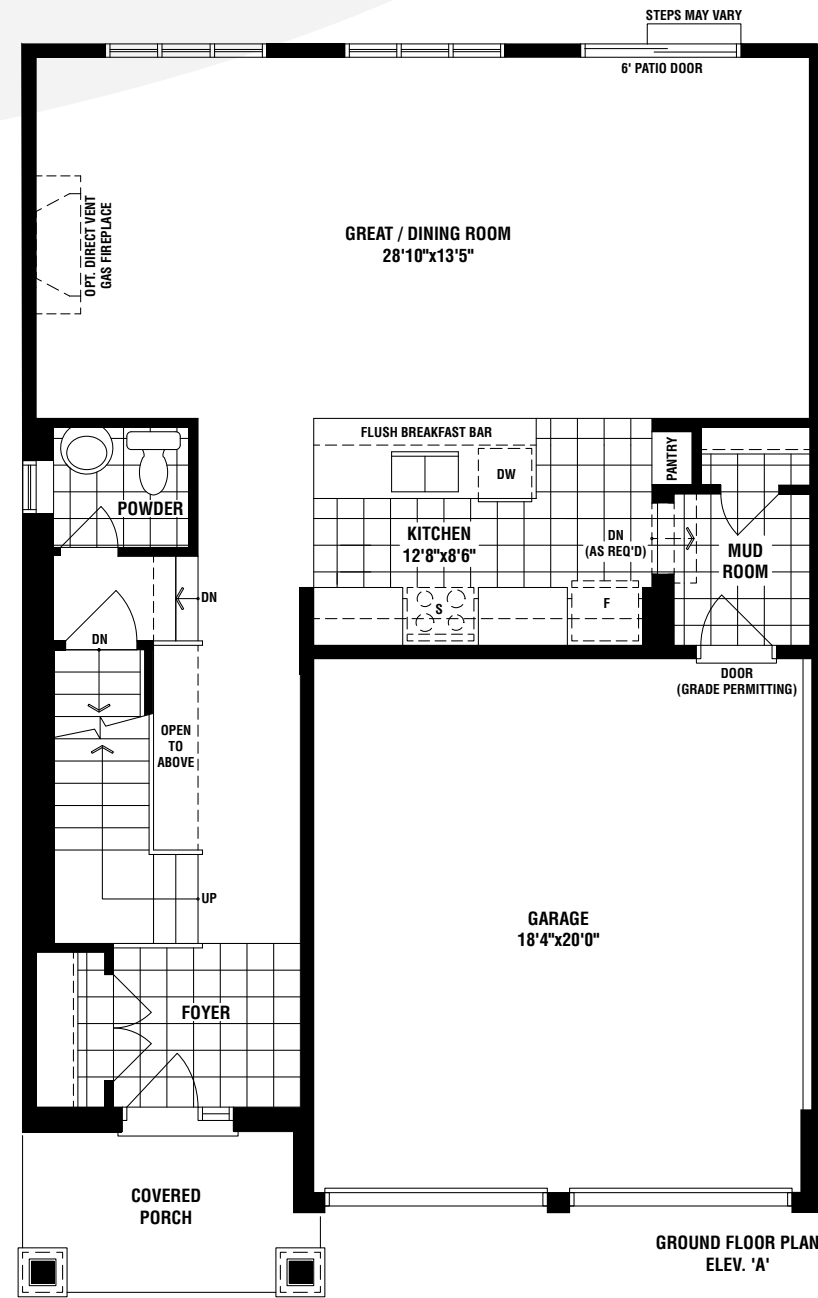 STEPS MAY VARY
6' PATIO DOOR
OPT. DIRECT VENT
GAS FIREPLACE
GREAT / DINING ROOM
28'10"x13'5"
FLUSH BREAKFAST BAR
DW
PANTRY
POWDER
KITCHEN
12'8"x8'6"
DN
(AS REQ'D)
MUD
ROOM
DN
S
F
DN
DOOR
(GRADE PERMITTING)
OPEN
TO
ABOVE
UP
GARAGE
18'4"x20'0"
FOYER
COVERED
PORCH
GROUND FLOOR PLAN
ELEV. 'A'